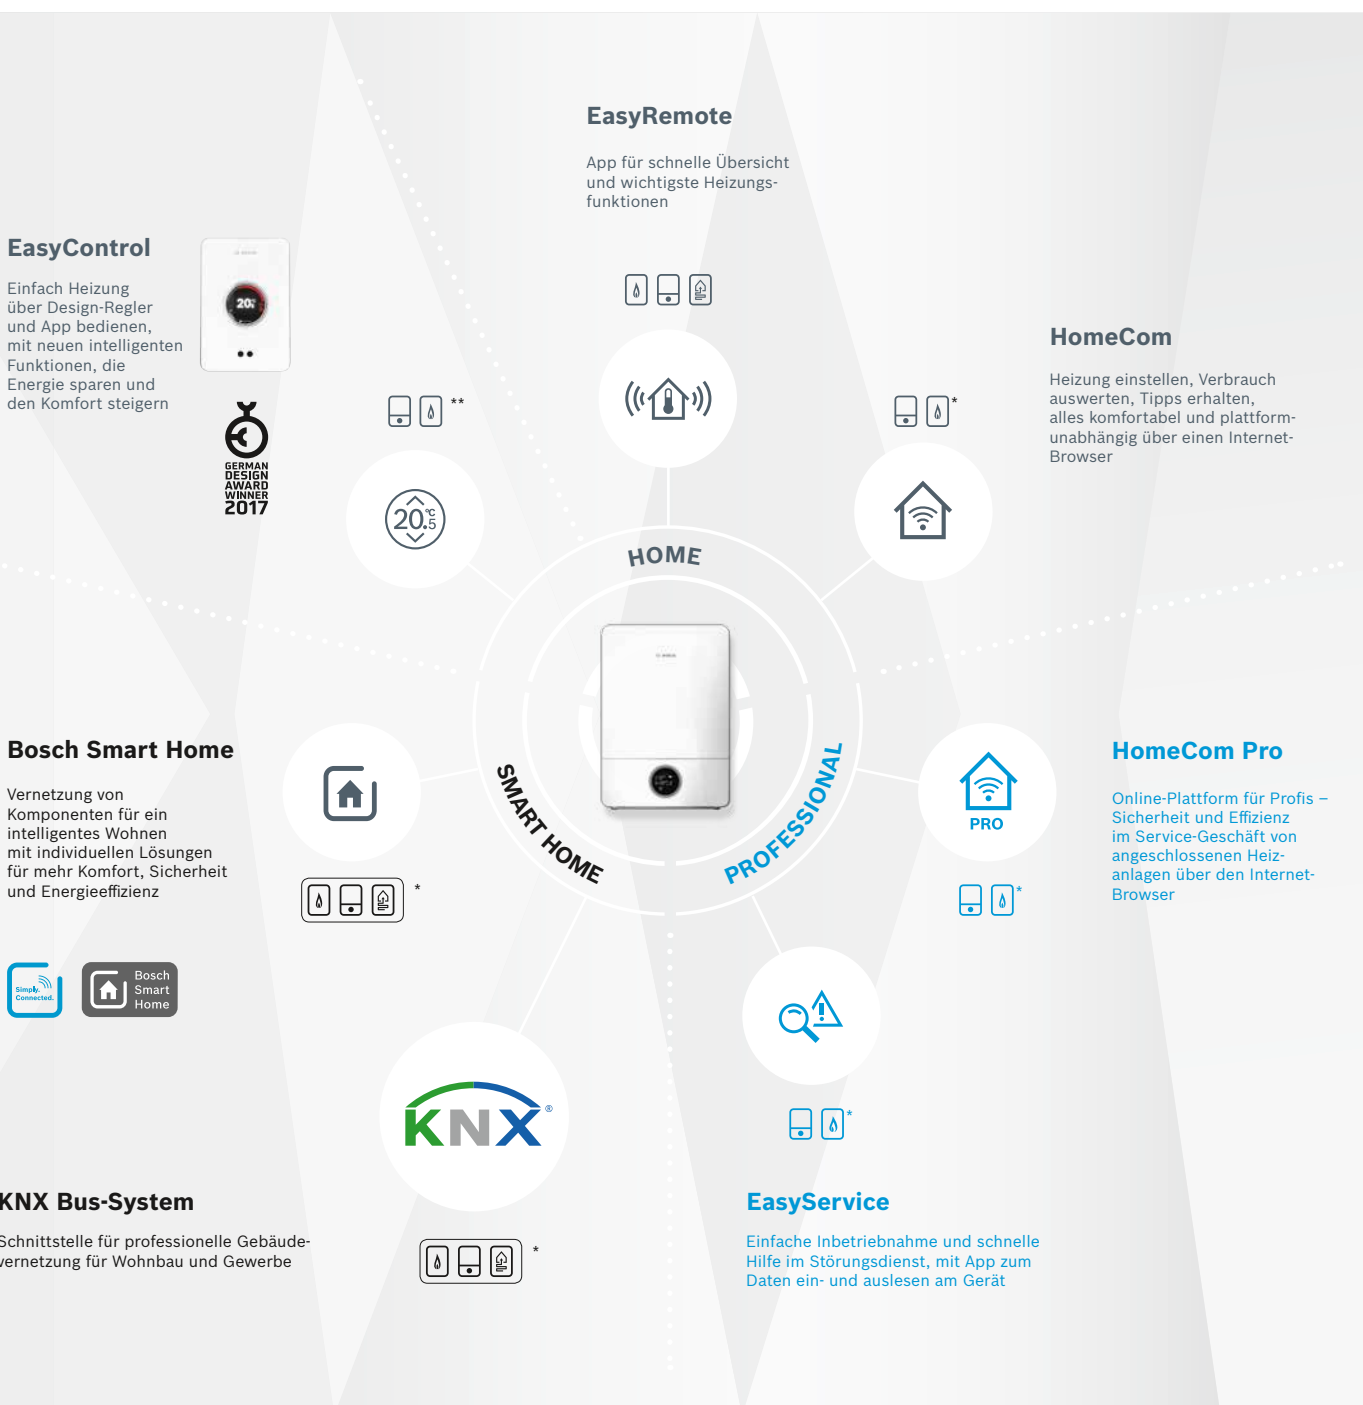 EasyRemote
App für schnelle Übersicht
und wichtigste Heizungs-
funktionen
EasyControl
Einfach Heizung
über Design-Regler
und App bedienen,
mit neuen intelligenten
Funktionen, die
Energie sparen und
den Komfort steigern
GERMAN
DESIGN
AWARD
WINNER
2017
**
20.5 °C
*
HomeCom
Heizung einstellen, Verbrauch
auswerten, Tipps erhalten,
alles komfortabel und plattform-
unabhängig über einen Internet-
Browser
HOME
SMART HOME
PROFESSIONAL
Bosch Smart Home
Vernetzung von
Komponenten für ein
intelligentes Wohnen
mit individuellen Lösungen
für mehr Komfort, Sicherheit
und Energieeffizienz
*
Simply.
Connected.
Bosch
Smart
Home
PRO
*
HomeCom Pro
Online-Plattform für Profis –
Sicherheit und Effizienz
im Service-Geschäft von
angeschlossenen Heiz-
anlagen über den Internet-
Browser
KNX®
KNX Bus-System
Schnittstelle für professionelle Gebäude-
vernetzung für Wohnbau und Gewerbe
*
*
EasyService
Einfache Inbetriebnahme und schnelle
Hilfe im Störungsdienst, mit App zum
Daten ein- und auslesen am Gerät